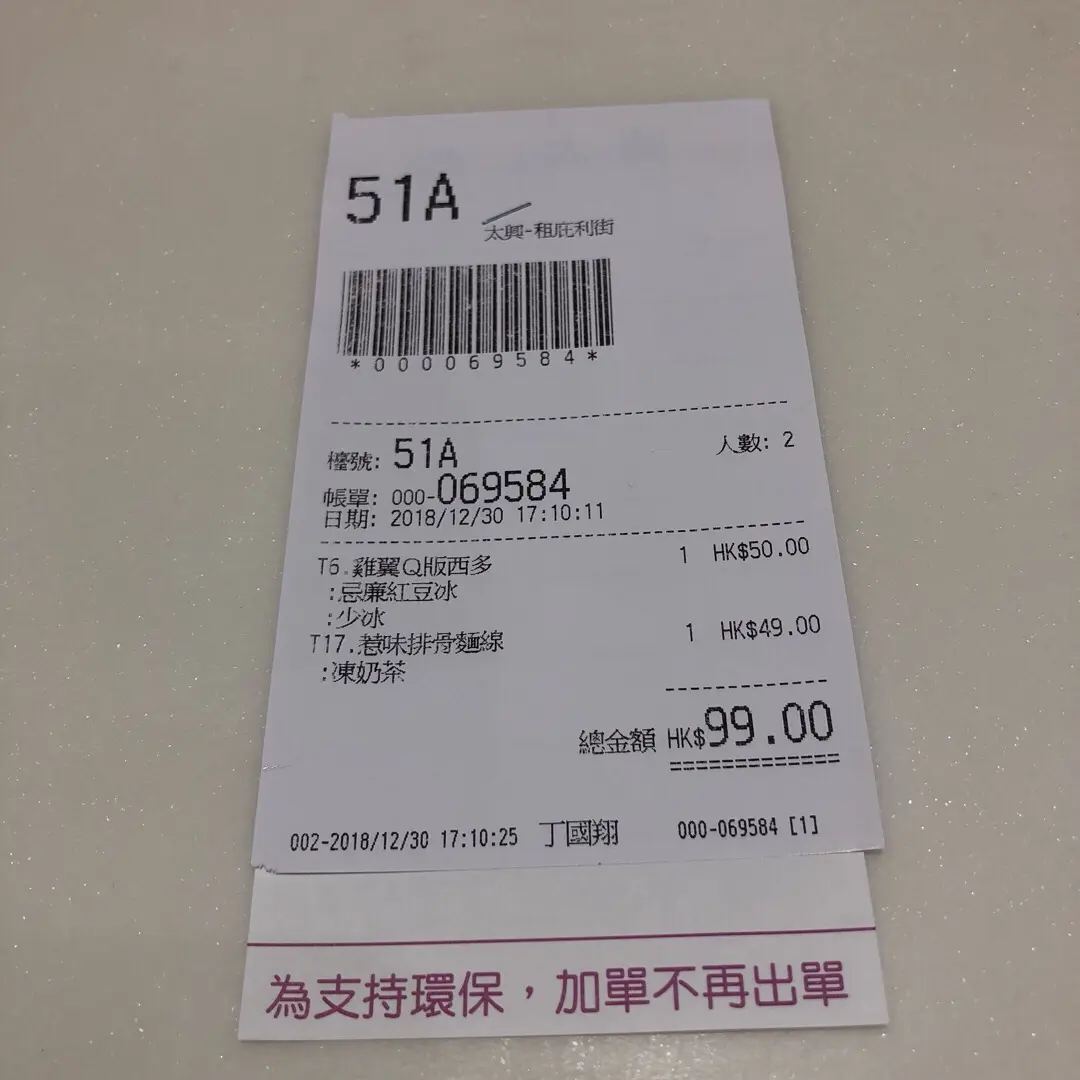 51A
太興-租庇利街
*000069584*
檯號: 51A 人數: 2
帳單: 000-069584
日期: 2018/12/30 17:10:11
T6.雞翼Q版西多 1 HK$50.00
:忌廉紅豆冰
:少冰
T17.惹味排骨麵線 1 HK$49.00
:凍奶茶
總金額 HK$99.00
002-2018/12/30 17:10:25 丁國翔 000-069584 [1]
為支持環保，加單不再出單